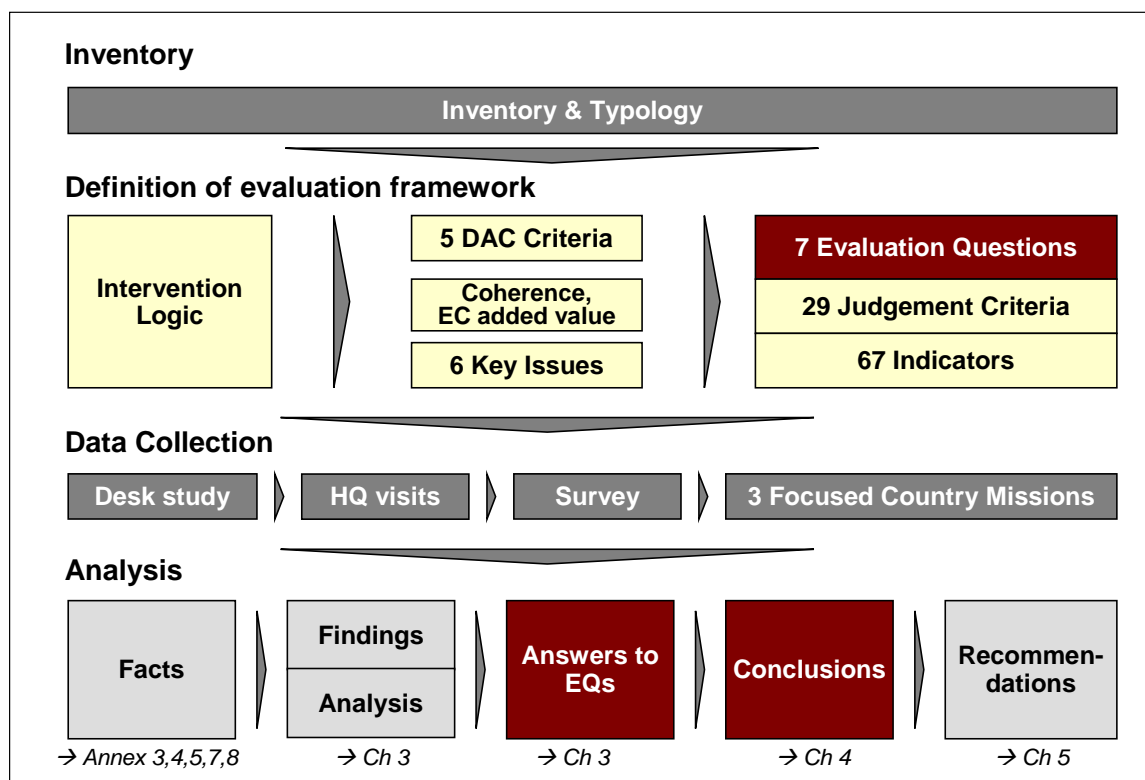 Inventory
Inventory & Typology
Definition of evaluation framework
Intervention
Logic
5 DAC Criteria
Coherence,
EC added value
6 Key Issues
7 Evaluation Questions
29 Judgement Criteria
67 Indicators
Data Collection
Desk study
HQ visits
Survey
3 Focused Country Missions
Analysis
Facts
Findings
Analysis
Answers to
EQs
Conclusions
Recommen-
dations
→ Annex 3,4,5,7,8
→ Ch 3
→ Ch 3
→ Ch 4
→ Ch 5